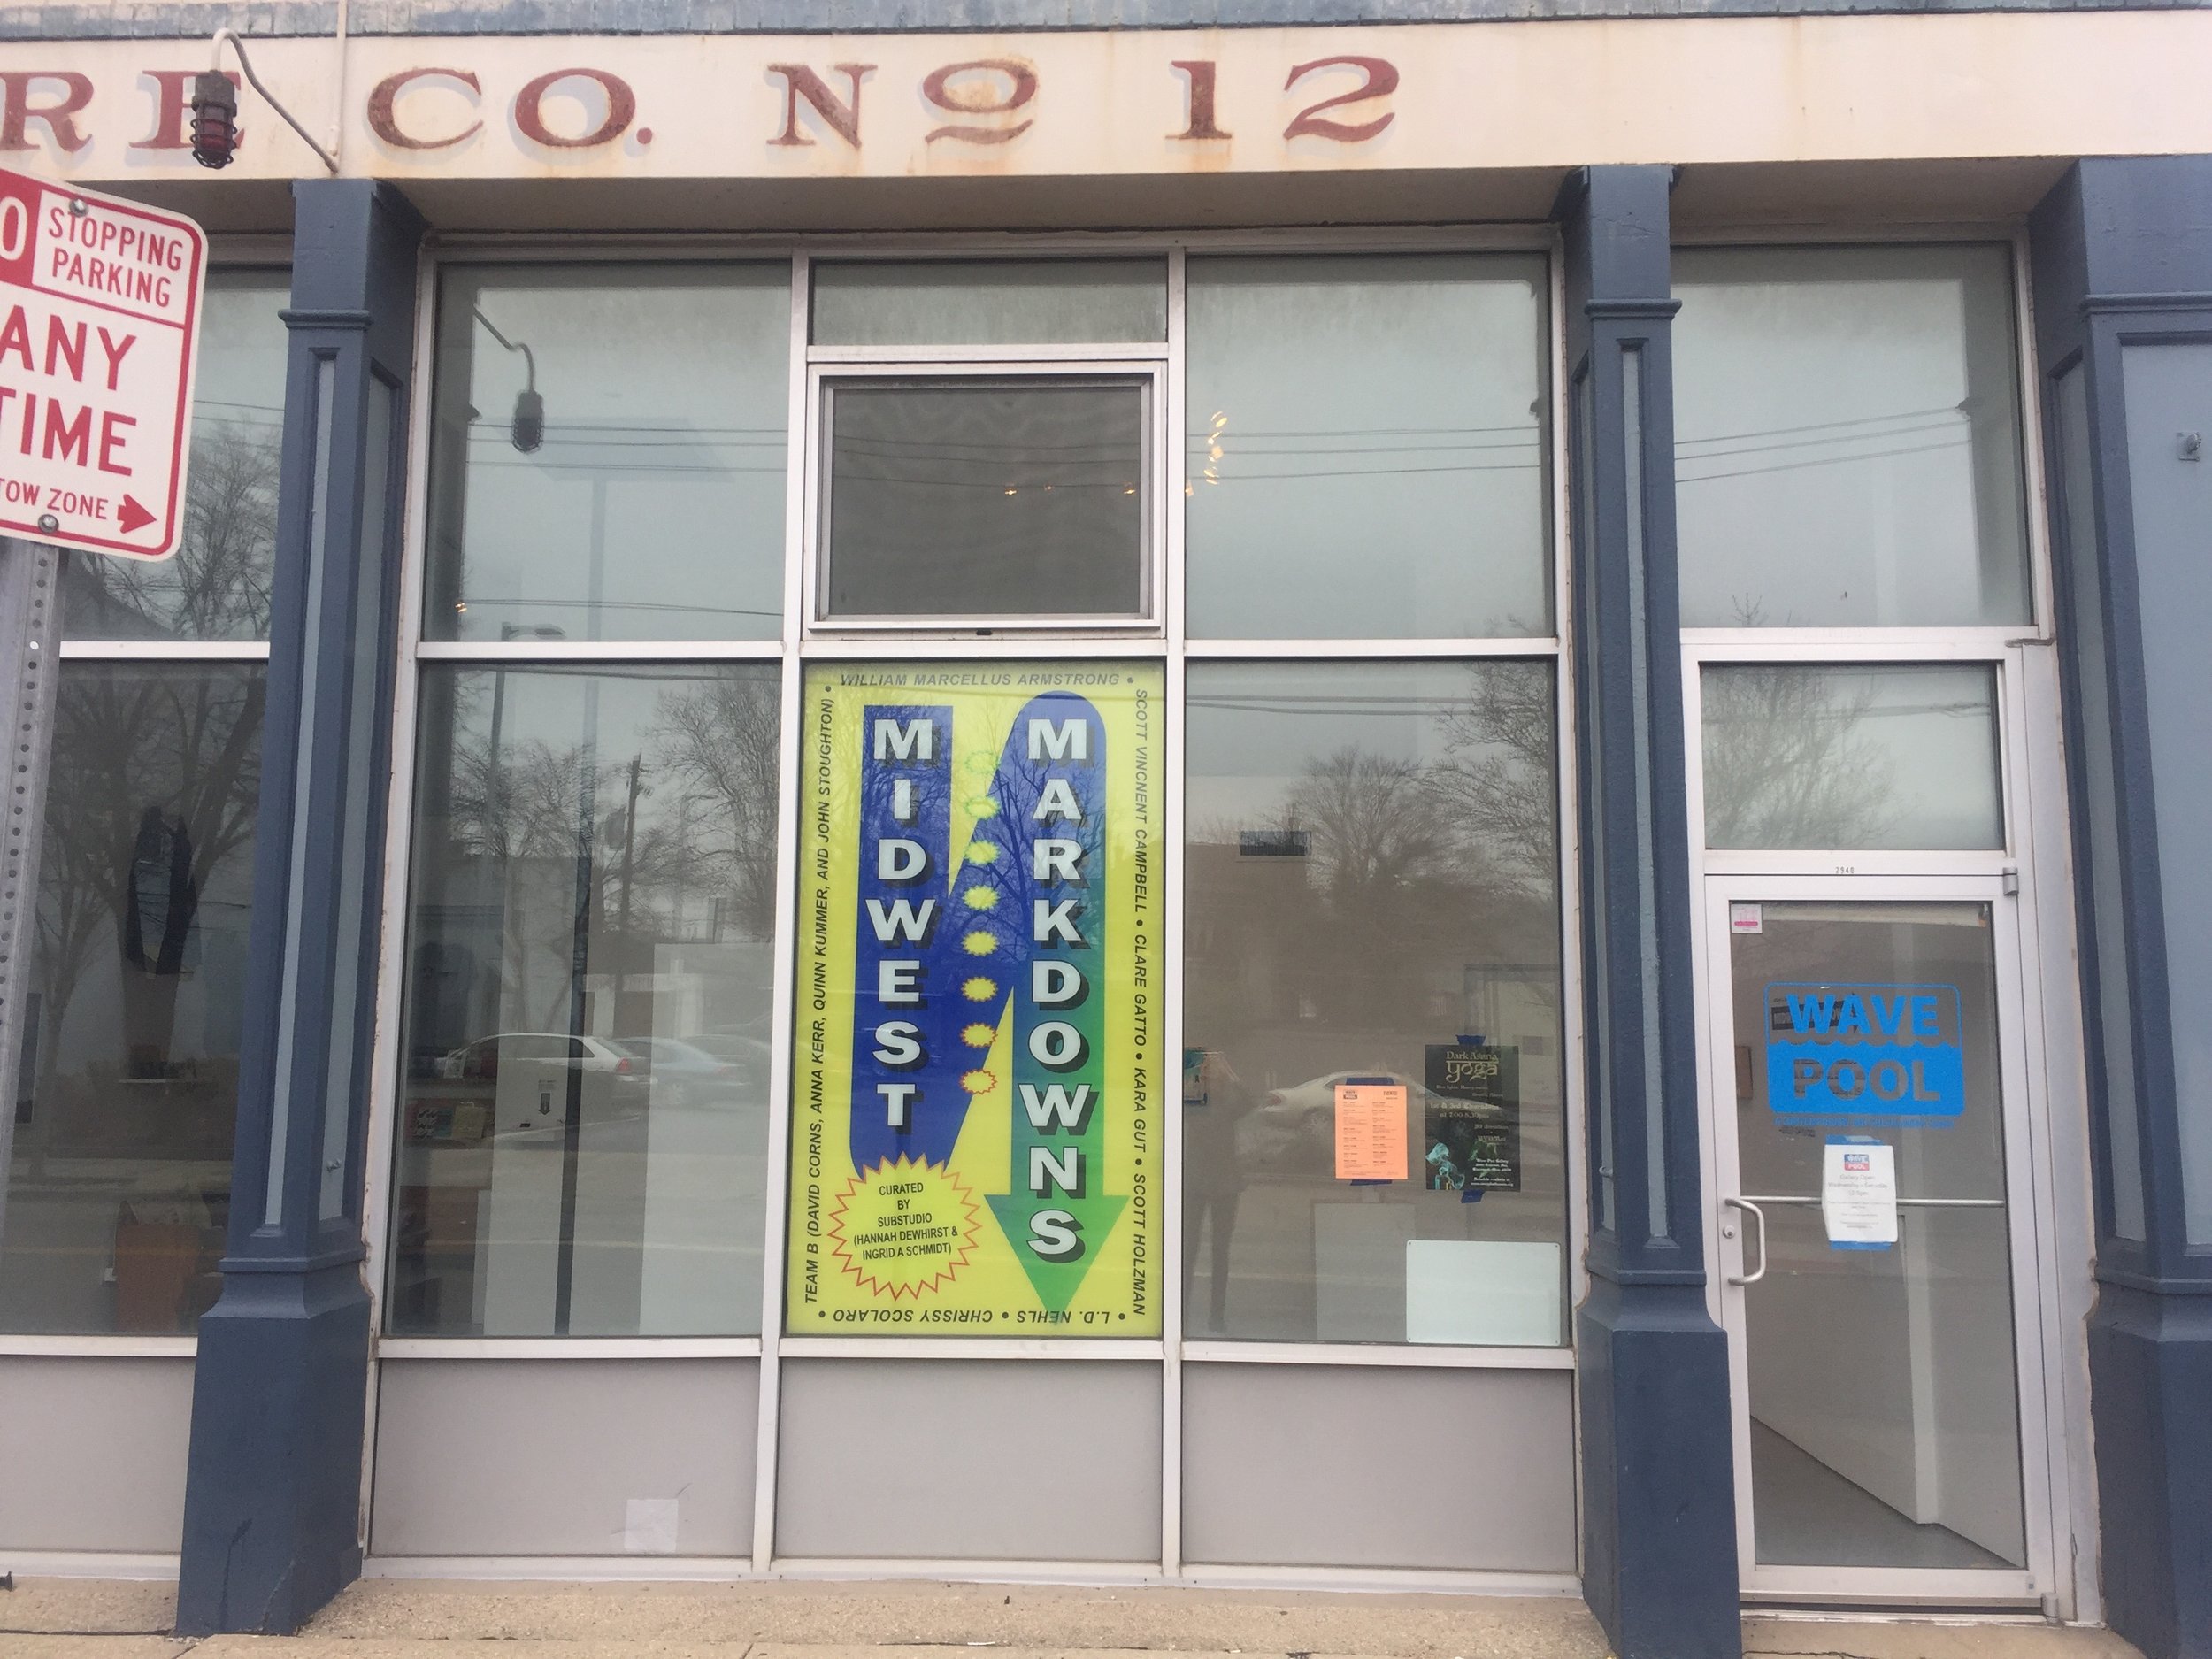 RE CO. No 12
STOPPING
PARKING
ANY
TIME
TOW ZONE
• WILLIAM MARCELLUS ARMSTRONG •
SCOTT VINCNENT CAMPBELL • CLARE GATTO • KARA GUT • SCOTT HOLZMAN
• L.D. NEHLS • CHRISSY SCOLARO •
TEAM B (DAVID CORNS, ANNA KERR, QUINN KUMMER, AND JOHN STOUGHTON)
MIDWEST
MARKDOWNS
CURATED
BY
SUBSTUDIO
(HANNAH DEWHIRST &
INGRID A SCHMIDT)
Dark Asana
yoga
2940
WAVE
POOL